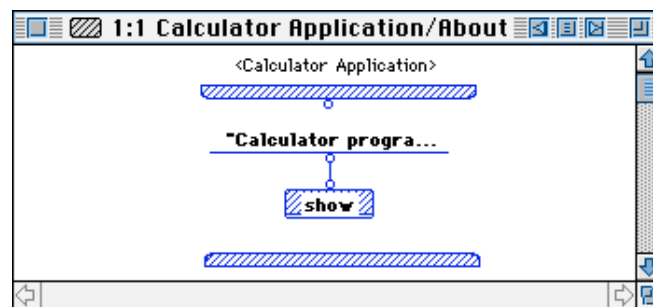 1:1 Calculator Application/About
<Calculator Application>
"Calculator progra...
show